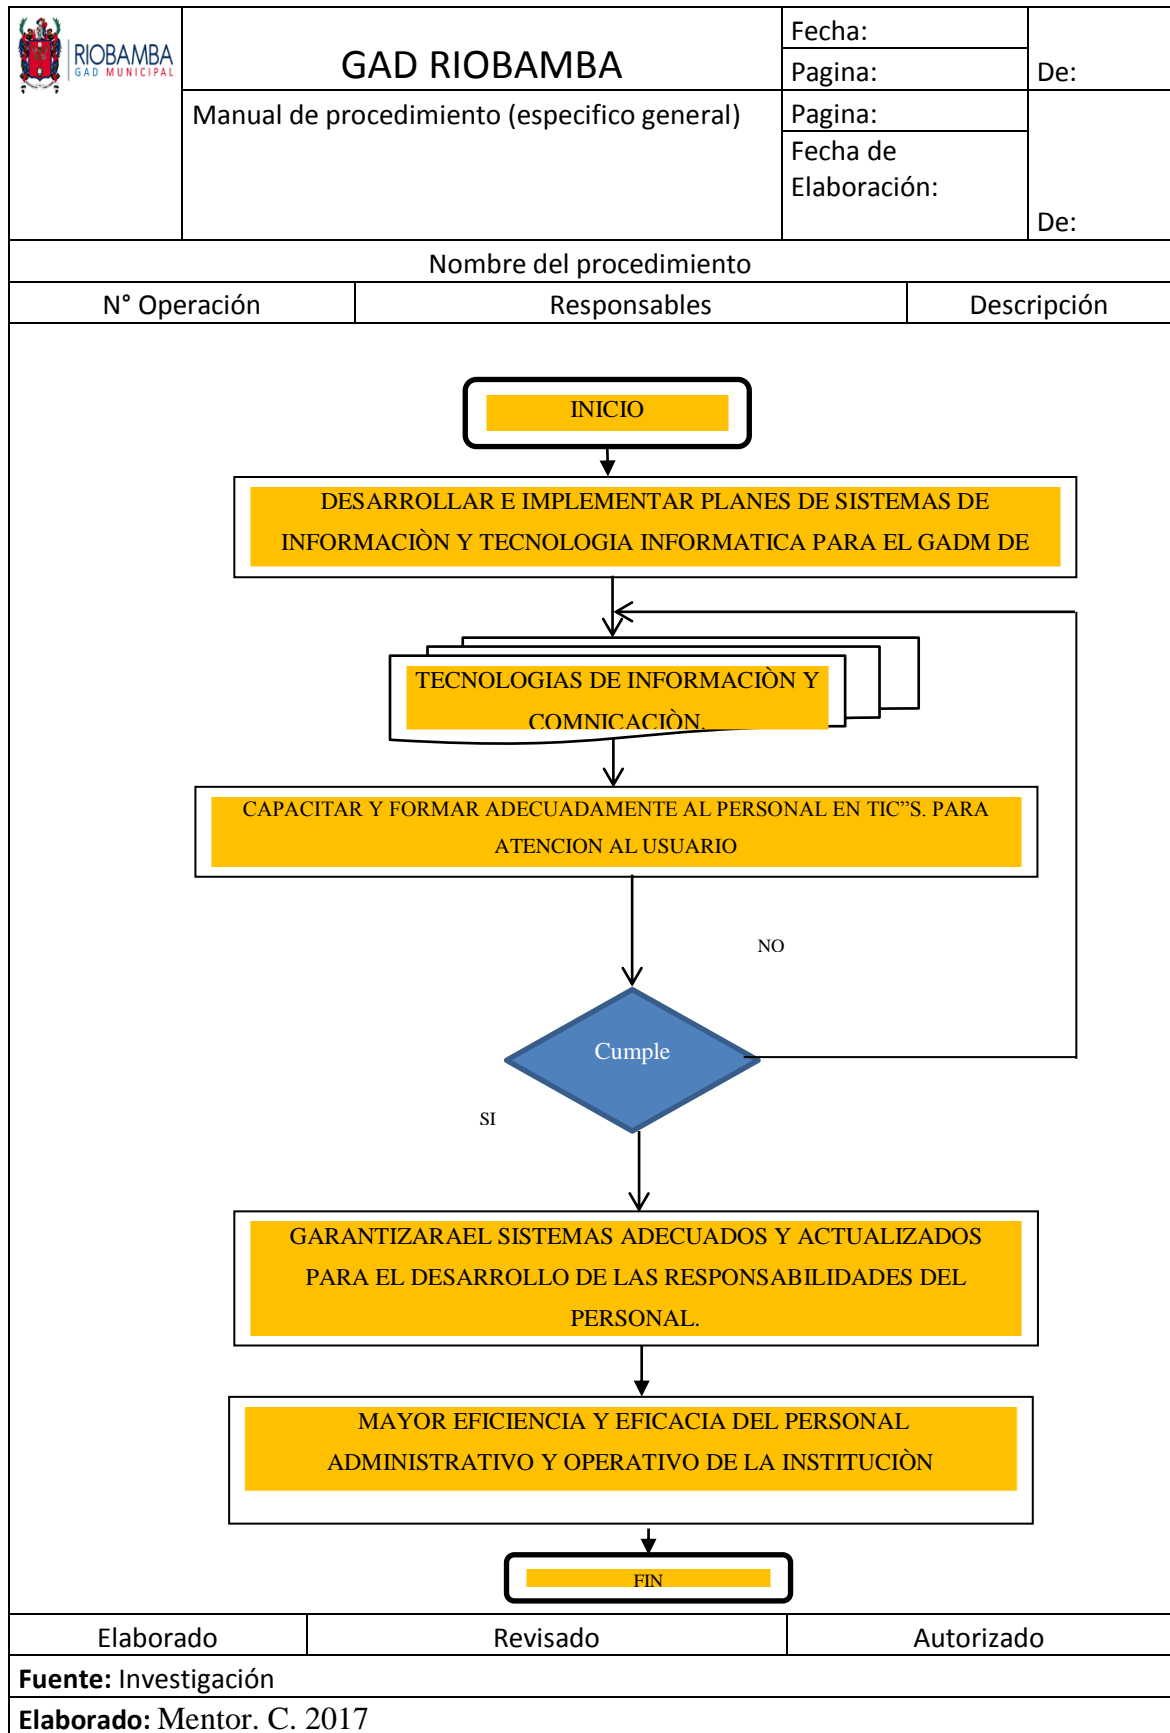 RIOBAMBA
GAD MUNICIPAL
GAD RIOBAMBA
Fecha:
Pagina:
De:
Manual de procedimiento (especifico general)
Pagina:
Fecha de
Elaboración:
De:
Nombre del procedimiento
N° Operación
Responsables
Descripción
INICIO
DESARROLLAR E IMPLEMENTAR PLANES DE SISTEMAS DE
INFORMACIÒN Y TECNOLOGIA INFORMATICA PARA EL GADM DE
TECNOLOGIAS DE INFORMACIÒN Y
COMNICACIÒN.
CAPACITAR Y FORMAR ADECUADAMENTE AL PERSONAL EN TIC”S. PARA
ATENCION AL USUARIO
NO
Cumple
SI
GARANTIZARAEL SISTEMAS ADECUADOS Y ACTUALIZADOS
PARA EL DESARROLLO DE LAS RESPONSABILIDADES DEL
PERSONAL.
MAYOR EFICIENCIA Y EFICACIA DEL PERSONAL
ADMINISTRATIVO Y OPERATIVO DE LA INSTITUCIÒN
FIN
Elaborado
Revisado
Autorizado
Fuente: Investigación
Elaborado: Mentor. C. 2017